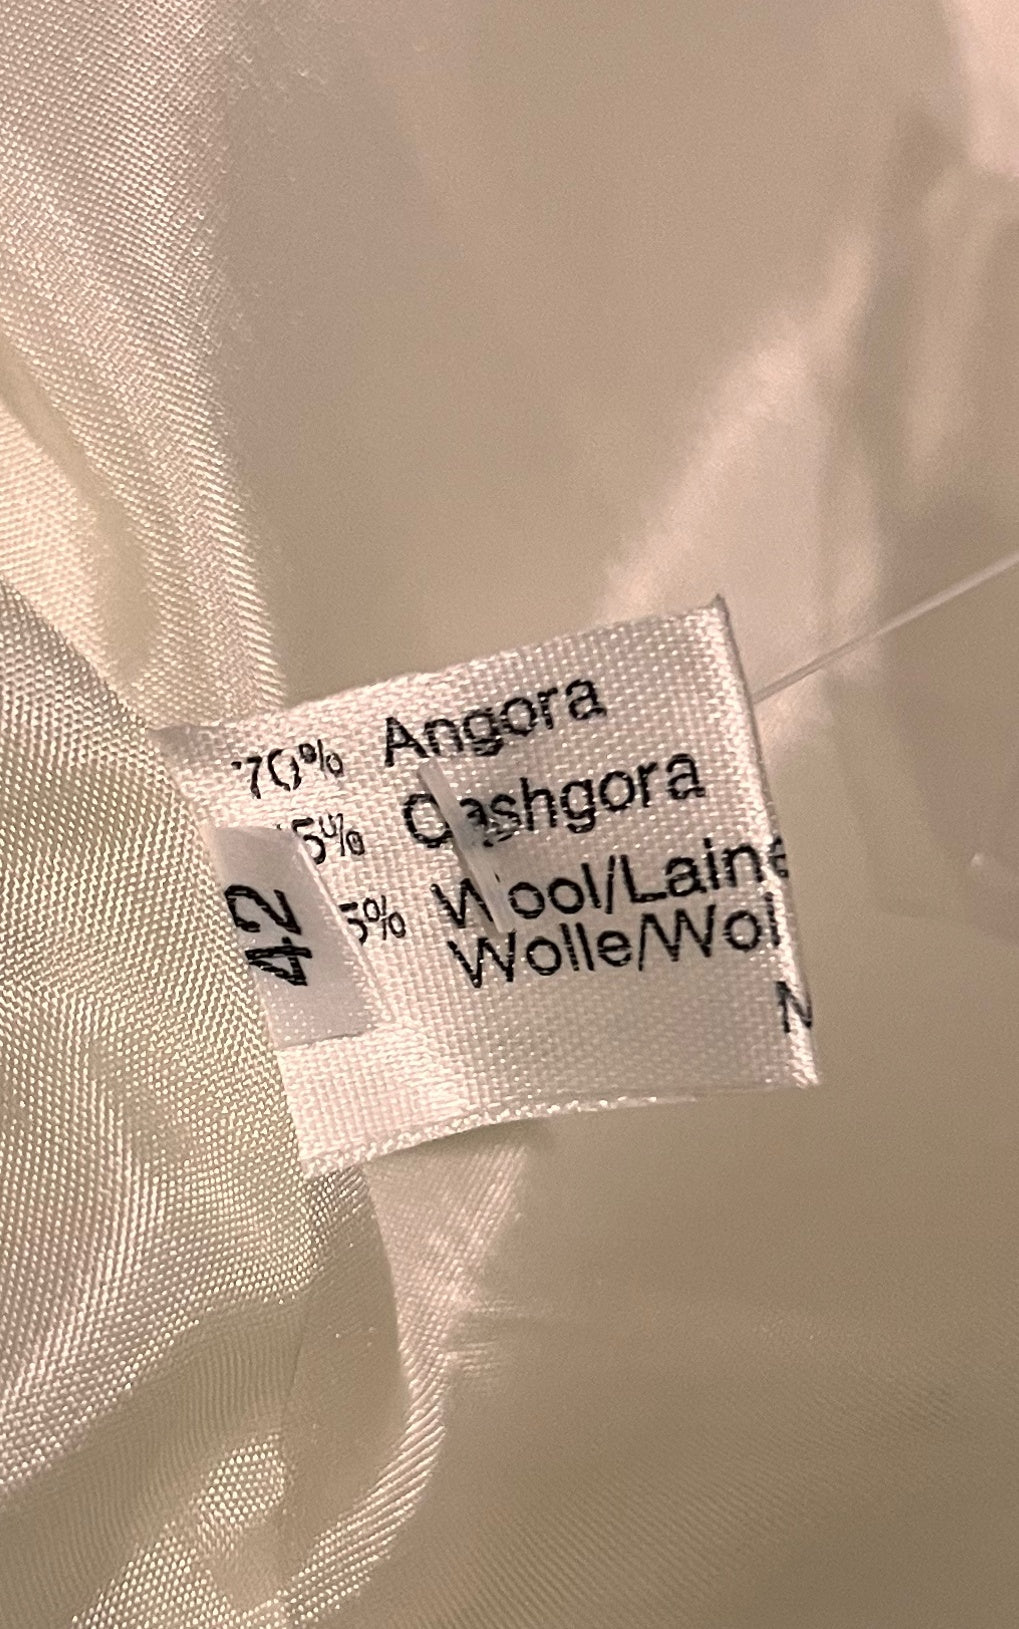 70% Angora
5% Cashgora
5% Wool/Laine
Wolle/Wol
N
42